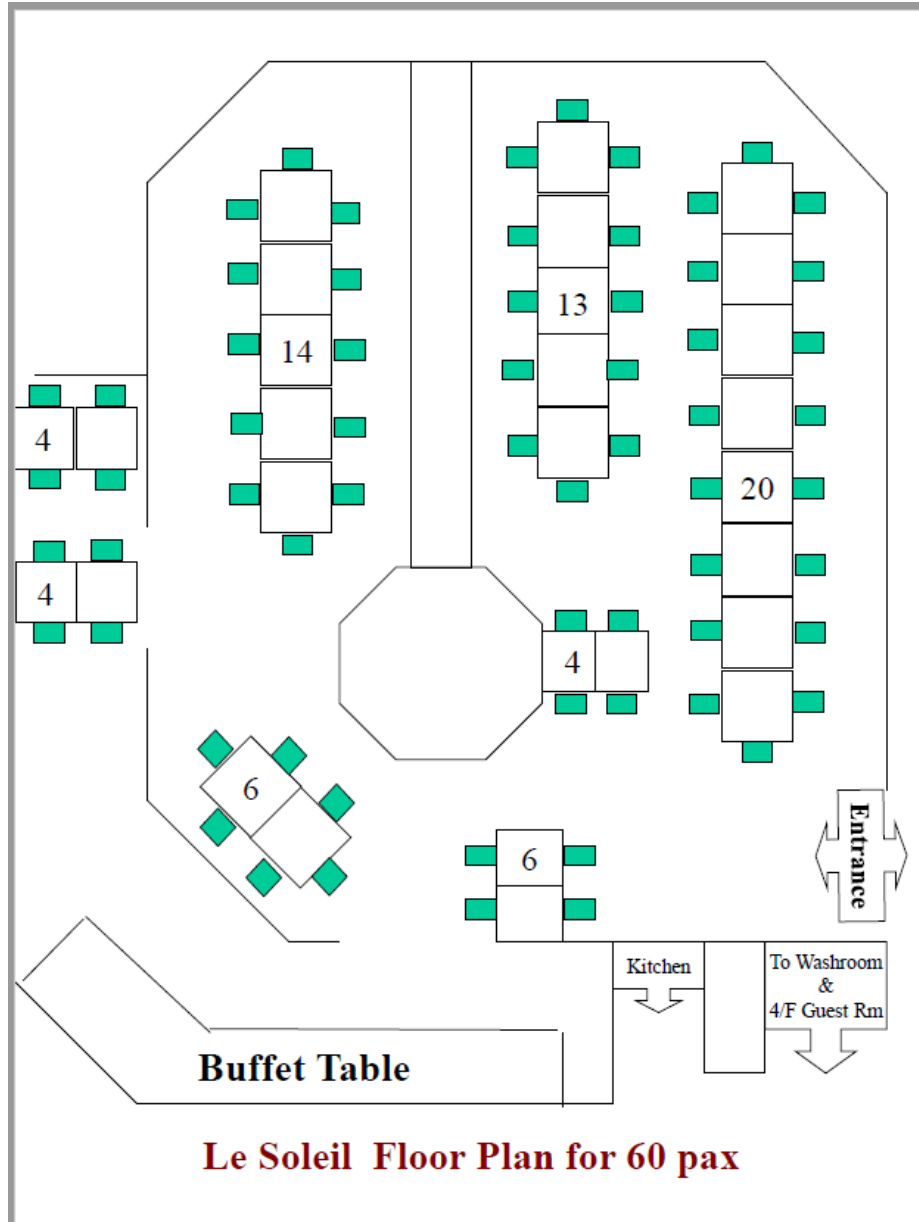 13
14
4
20
4
4
6
6
Entrance
Kitchen
To Washroom
&
4/F Guest Rm
Buffet Table
Le Soleil Floor Plan for 60 pax